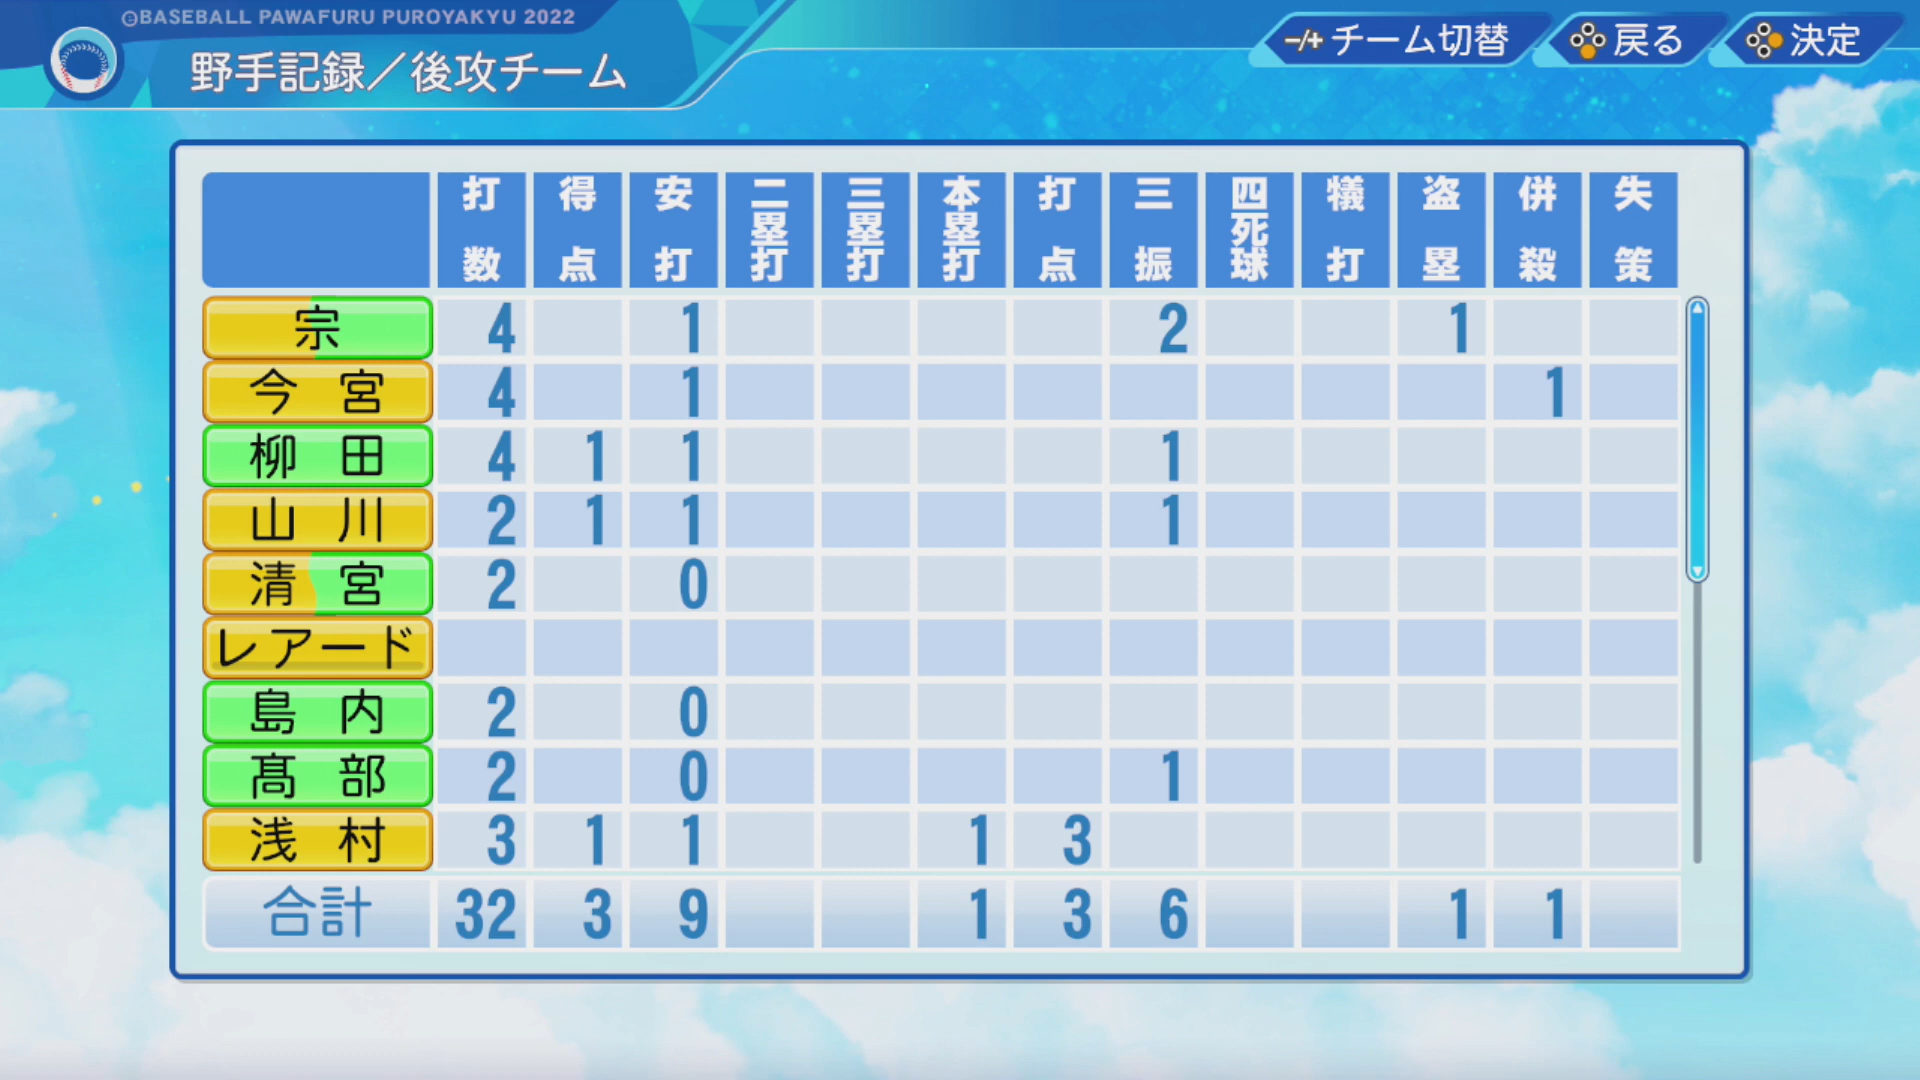 ⓔBASEBALL PAWAFURU PUROYAKYU 2022
野手記録／後攻チーム
-/+ チーム切替 戻る 決定
打数 得点 安打 二塁打 三塁打 本塁打 打点 三振 四死球 犠打 盗塁 併殺 失策
宗 4 1 2 1
今宮 4 1 1
柳田 4 1 1 1
山川 2 1 1 1
清宮 2 0
レアード
島内 2 0
髙部 2 0 1
浅村 3 1 1 1 3
合計 32 3 9 1 3 6 1 1